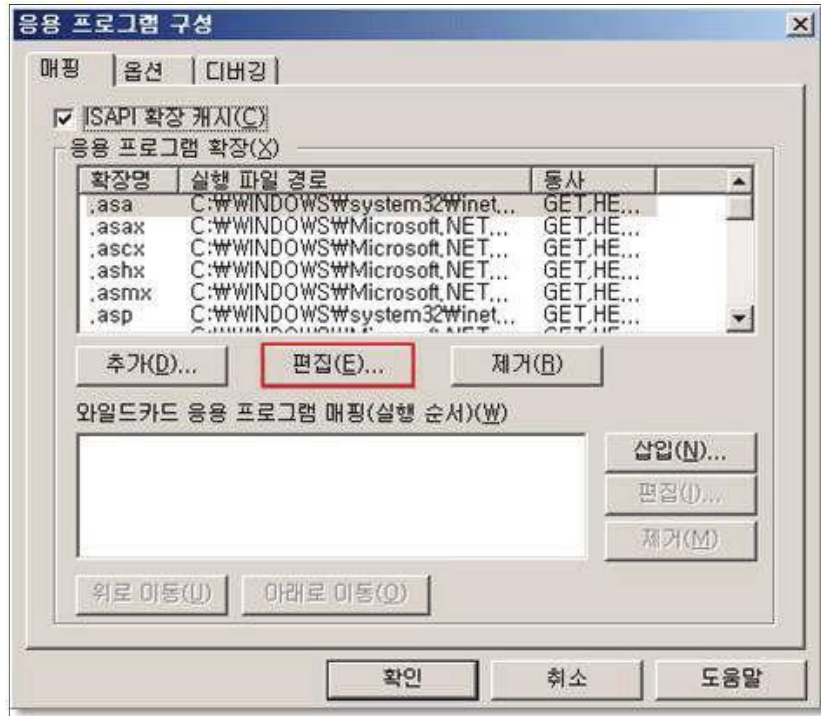 응용 프로그램 구성
매핑 옵션 디버깅
ISAPI 확장 캐시(C)
응용 프로그램 확장(X)
확장명 실행 파일 경로 동사
.asa C:₩WINDOWS₩system32₩inet... GET,HE...
.asax C:₩WINDOWS₩Microsoft.NET... GET,HE...
.ascx C:₩WINDOWS₩Microsoft.NET... GET,HE...
.ashx C:₩WINDOWS₩Microsoft.NET... GET,HE...
.asmx C:₩WINDOWS₩Microsoft.NET... GET,HE...
.asp C:₩WINDOWS₩system32₩inet... GET,HE...
추가(D)... 편집(E)... 제거(R)
와일드카드 응용 프로그램 매핑(실행 순서)(W)
삽입(N)...
편집(I)...
제거(M)
위로 이동(U) 아래로 이동(O)
확인 취소 도움말